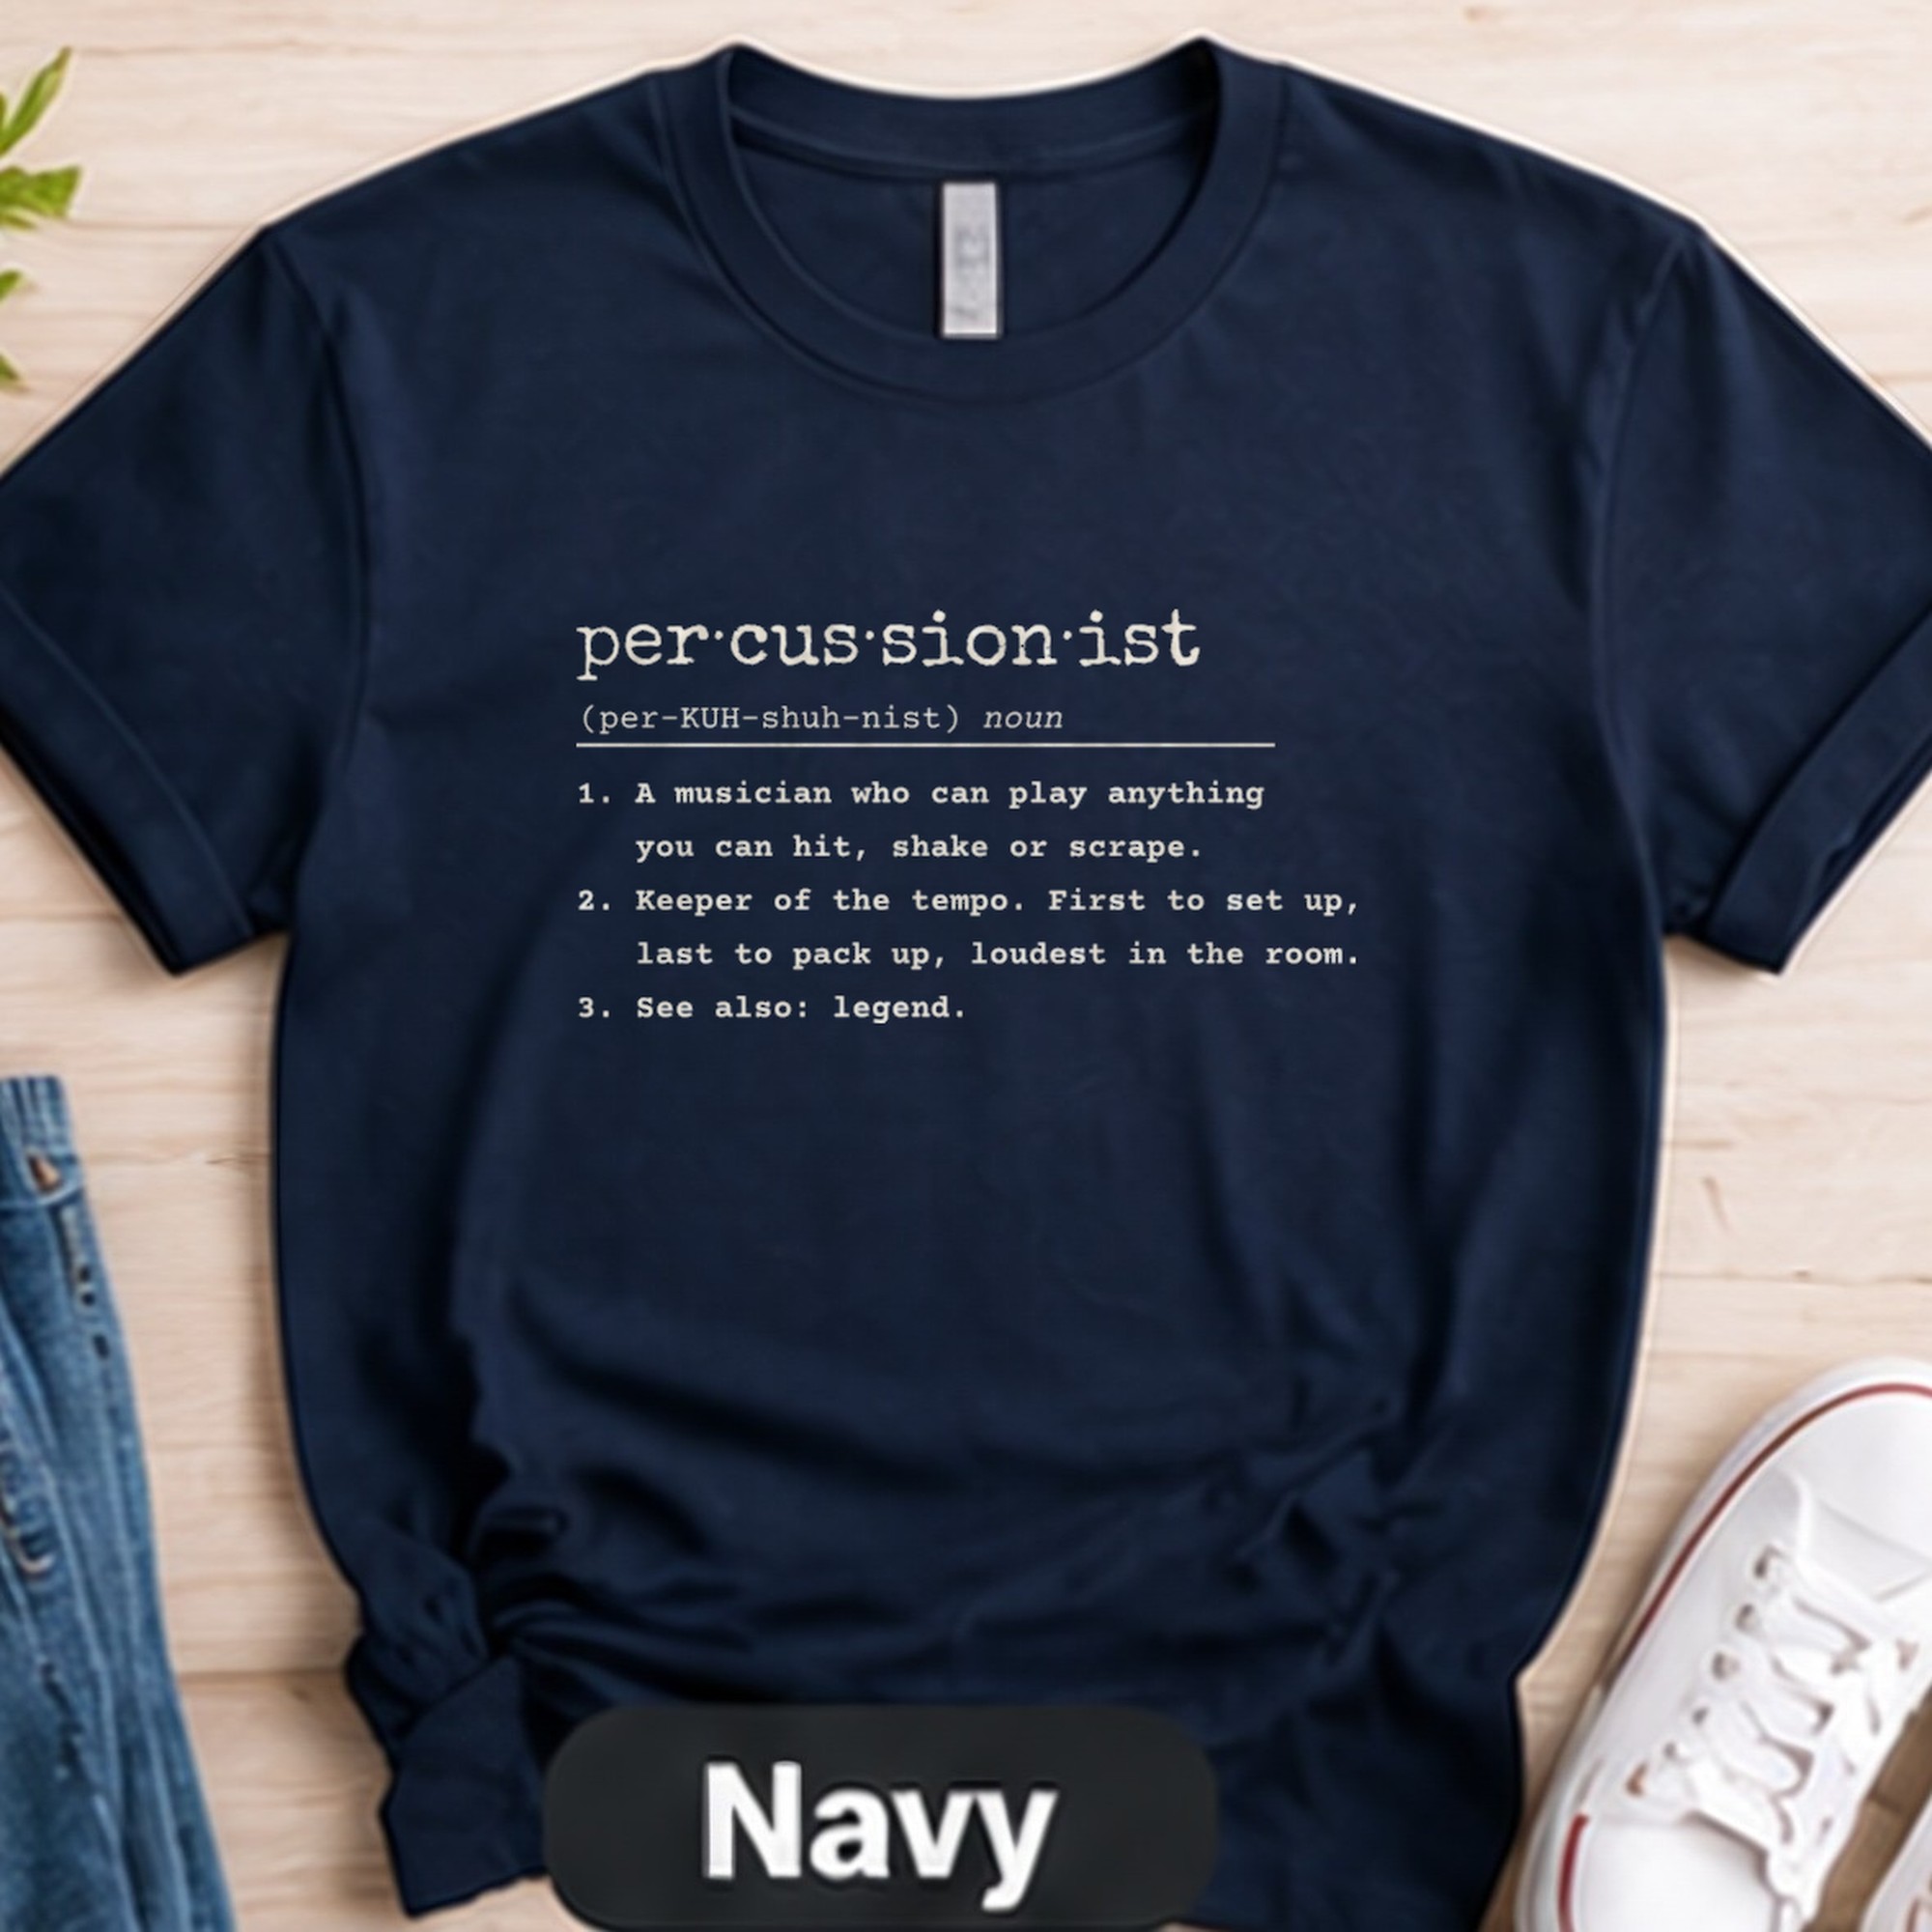 per·cus·sion·ist
(per-KUH-shuh-nist) noun
1. A musician who can play anything
you can hit, shake or scrape.
2. Keeper of the tempo. First to set up,
last to pack up, loudest in the room.
3. See also: legend.
Navy